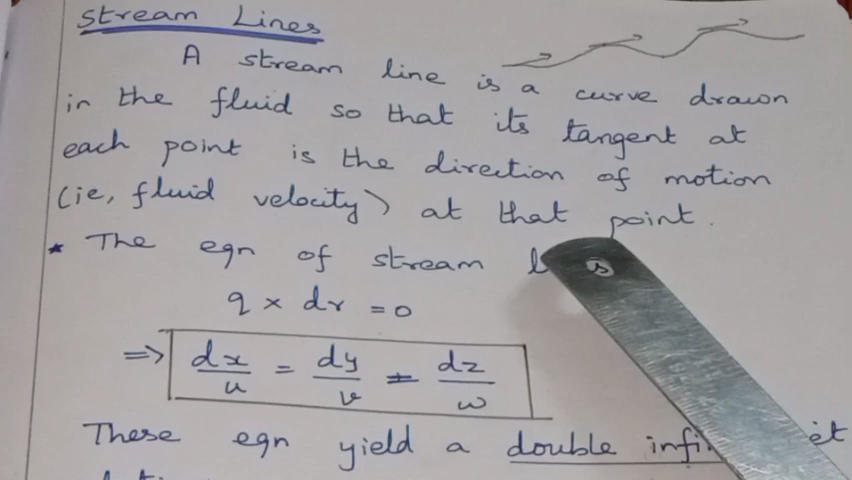 Stream Lines
A stream line is a curve drawn
in the fluid so that its tangent at
each point is the direction of motion
(ie, fluid velocity) at that point.
* The eqn of stream
q × dr = 0
⇒ dx/u = dy/v = dz/w
These eqn yield a double